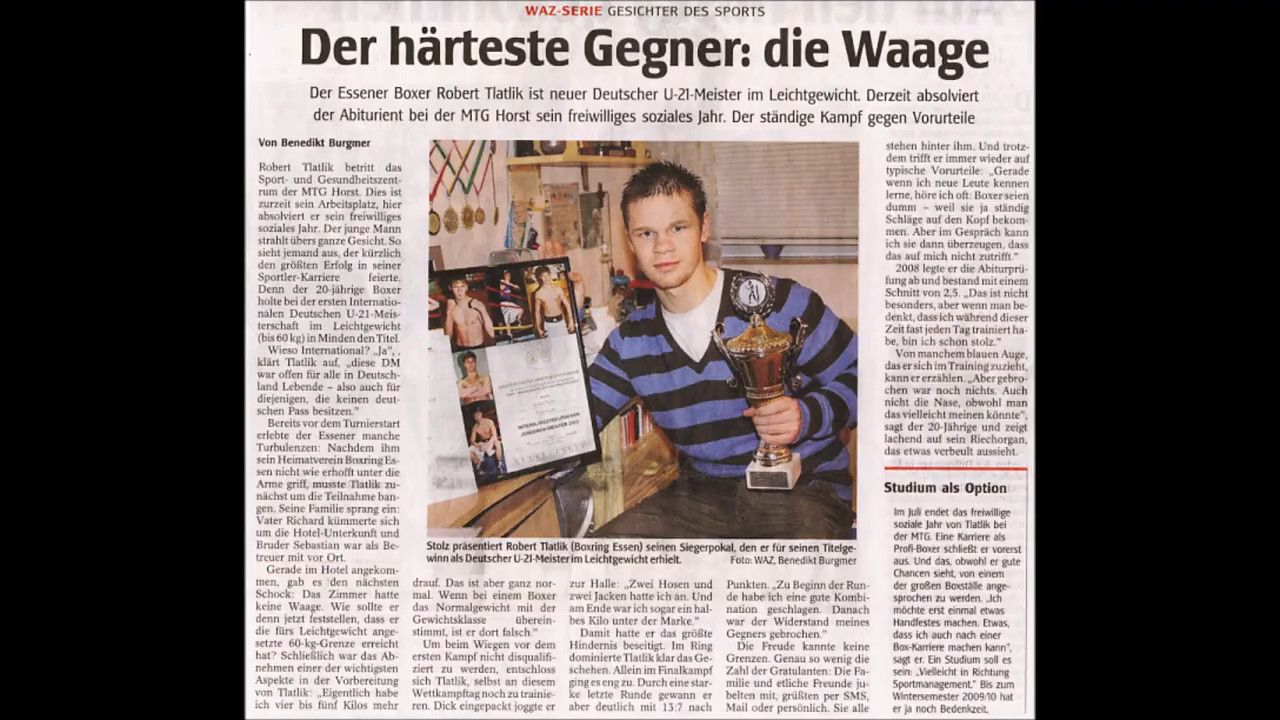 WAZ-SERIE GESICHTER DES SPORTS
Der härteste Gegner: die Waage
Der Essener Boxer Robert Tlatlik ist neuer Deutscher U-21-Meister im Leichtgewicht. Derzeit absolviert
der Abiturient bei der MTG Horst sein freiwilliges soziales Jahr. Der ständige Kampf gegen Vorurteile
Von Benedikt Burgmer
Robert Tlatlik betritt das
Sport- und Gesundheitszent-
rum der MTG Horst. Dies ist
zurzeit sein Arbeitsplatz, hier
absolviert er sein freiwilliges
soziales Jahr. Der junge Mann
strahlt übers ganze Gesicht. So
sieht jemand aus, der kürzlich
den größten Erfolg in seiner
Sportler-Karriere feierte.
Denn der 20-jährige Boxer
holte bei der ersten Internatio-
nalen Deutschen U-21-Meis-
terschaft im Leichtgewicht
(bis 60 kg) in Minden den Titel.
Wieso International? „Ja",
klärt Tlatlik auf, „diese DM
war offen für alle in Deutsch-
land Lebende – also auch für
diejenigen, die keinen deut-
schen Pass besitzen."
Bereits vor dem Turnierstart
erlebte der Essener manche
Turbulenzen: Nachdem ihm
sein Heimatverein Boxring Es-
sen nicht wie erhofft unter die
Arme griff, musste Tlatlik zu-
nächst um die Teilnahme ban-
gen. Seine Familie sprang ein:
Vater Richard kümmerte sich
um die Hotel-Unterkunft und
Bruder Sebastian war als Be-
treuer mit vor Ort.
Gerade im Hotel angekom-
men, gab es den nächsten
Schock: Das Zimmer hatte
keine Waage. Wie sollte er
denn jetzt feststellen, dass er
die fürs Leichtgewicht ange-
setzte 60-kg-Grenze erreicht
hat? Schließlich war das Ab-
nehmen einer der wichtigsten
Aspekte in der Vorbereitung
von Tlatlik: „Eigentlich habe
ich vier bis fünf Kilos mehr
INTERN. WESTDEUTSCHER
JUNIOREN-MEISTER 2005
Stolz präsentiert Robert Tlatlik (Boxring Essen) seinen Siegerpokal, den er für seinen Titelge-
winn als Deutscher U-21-Meister im Leichtgewicht erhielt. Foto: WAZ, Benedikt Burgmer
drauf. Das ist aber ganz nor-
mal. Wenn bei einem Boxer
das Normalgewicht mit der
Gewichtsklasse überein-
stimmt, ist er dort falsch."
Um beim Wiegen vor dem
ersten Kampf nicht disqualifi-
ziert zu werden, entschloss
sich Tlatlik, selbst an diesem
Wettkampftag noch zu trainie-
ren. Dick eingepackt joggte er
zur Halle: „Zwei Hosen und
zwei Jacken hatte ich an. Und
am Ende war ich sogar ein hal-
bes Kilo unter der Marke."
Damit hatte er das größte
Hindernis beseitigt. Im Ring
dominierte Tlatlik klar das Ge-
schehen. Allein im Finalkampf
ging es eng zu. Durch eine star-
ke letzte Runde gewann er
aber deutlich mit 13:7 nach
Punkten. „Zu Beginn der Run-
de habe ich eine gute Kombi-
nation geschlagen. Danach
war der Widerstand meines
Gegners gebrochen."
Die Freude kannte keine
Grenzen. Genau so wenig die
Zahl der Gratulanten: Die Fa-
milie und etliche Freunde ju-
belten mit, grüßten per SMS,
Mail oder persönlich. Sie alle
stehen hinter ihm. Und trotz-
dem trifft er immer wieder auf
typische Vorurteile: „Gerade
wenn ich neue Leute kennen
lerne, höre ich oft: Boxer seien
dumm – weil sie ja ständig
Schläge auf den Kopf bekom-
men. Aber im Gespräch kann
ich sie dann überzeugen, dass
das auf mich nicht zutrifft."
2008 legte er die Abiturprü-
fung ab und bestand mit einem
Schnitt von 2,5. „Das ist nicht
besonders, aber wenn man be-
denkt, dass ich während dieser
Zeit fast jeden Tag trainiert ha-
be, bin ich schon stolz."
Von manchem blauen Auge,
das er sich im Training zuzieht,
kann er erzählen. „Aber gebro-
chen war noch nichts. Auch
nicht die Nase, obwohl man
das vielleicht meinen könnte",
sagt der 20-Jährige und zeigt
lachend auf sein Riechorgan,
das etwas verbeult aussieht.
Studium als Option
Im Juli endet das freiwillige
soziale Jahr von Tlatlik bei
der MTG. Eine Karriere als
Profi-Boxer schließt er vorerst
aus. Und das, obwohl er gute
Chancen sieht, von einem
der großen Boxställe ange-
sprochen zu werden. „Ich
möchte erst einmal etwas
Handfestes machen. Etwas,
dass ich auch nach einer
Box-Karriere machen kann",
sagt er. Ein Studium soll es
sein: „Vielleicht in Richtung
Sportmanagement." Bis zum
Wintersemester 2009/10 hat
er ja noch Bedenkzeit.